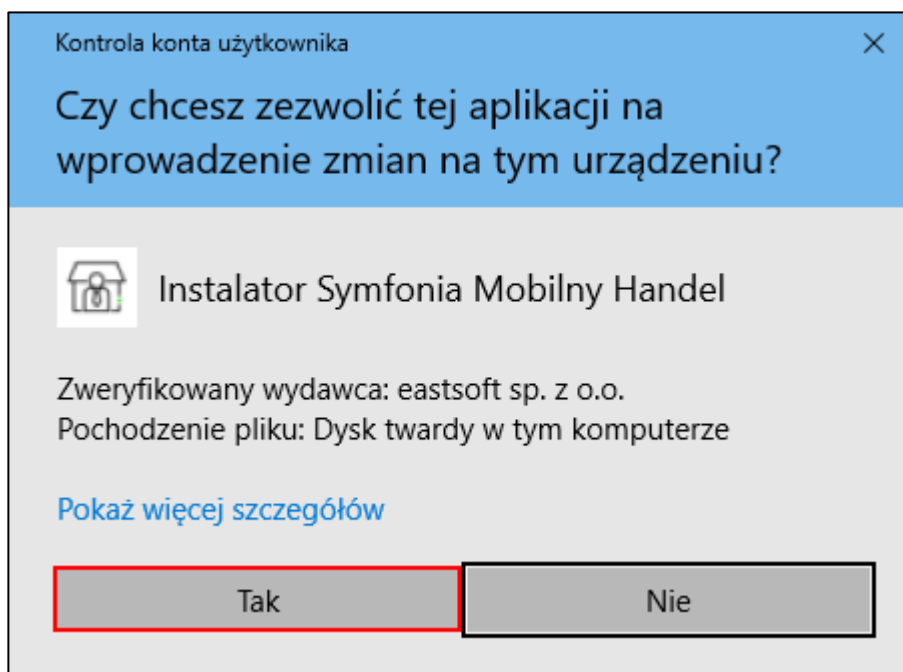 Kontrola konta użytkownika
Czy chcesz zezwolić tej aplikacji na
wprowadzenie zmian na tym urządzeniu?
Instalator Symfonia Mobilny Handel
Zweryfikowany wydawca: eastsoft sp. z o.o.
Pochodzenie pliku: Dysk twardy w tym komputerze
Pokaż więcej szczegółów
Tak
Nie